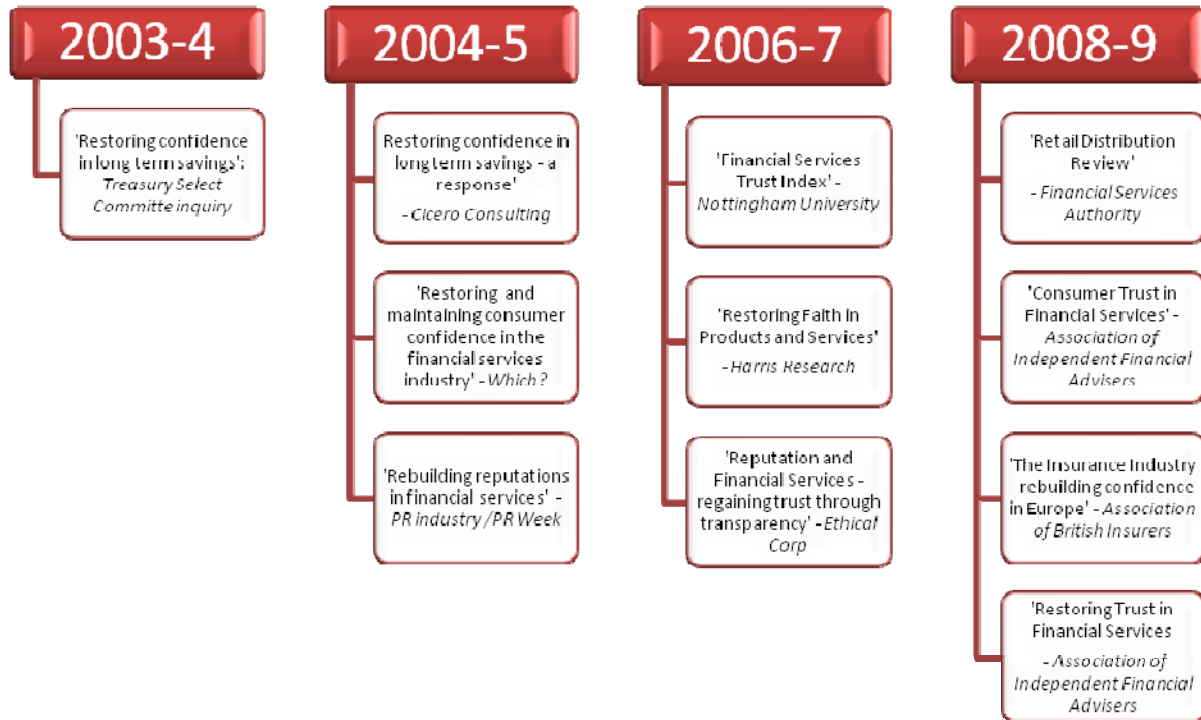 2003-4
'Restoring confidence
in long term savings':
Treasury Select
Committe inquiry
2004-5
Restoring confidence in
long term savings - a
response'
- Cicero Consulting
'Restoring and
maintaining consumer
confidence in the
financial services
industry' - Which?
'Rebuilding reputations
in financial services' -
PR industry /PR Week
2006-7
'Financial Services
Trust Index' -
Nottingham University
'Restoring Faith in
Products and Services'
- Harris Research
'Reputation and
Financial Services -
regaining trust through
transparency' - Ethical
Corp
2008-9
'Retail Distribution
Review'
- Financial Services
Authority
'Consumer Trust in
Financial Services' -
Association of
Independent Financial
Advisers
'The Insurance Industry
rebuilding confidence
in Europe' - Association
of British Insurers
'Restoring Trust in
Financial Services
- Association of
Independent Financial
Advisers